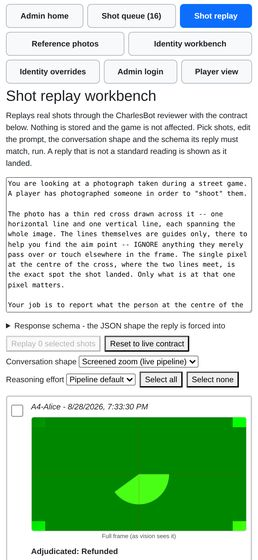 Admin home
Shot queue (16)
Shot replay
Reference photos
Identity workbench
Identity overrides
Admin login
Player view
Shot replay workbench
Replays real shots through the CharlesBot reviewer with the contract
below. Nothing is stored and the game is not affected. Pick shots, edit
the prompt, the conversation shape and the schema its reply must
match, run. A reply that is not a standard reading is shown as it
landed.
You are looking at a photograph taken during a street game.
A player has photographed someone in order to "shoot" them.
The photo has a thin red cross drawn across it -- one
horizontal line and one vertical line, each spanning the
whole image. The lines themselves are guides only, there to
help you find the aim point -- IGNORE anything they merely
pass over or touch elsewhere in the frame. The single pixel
at the centre of the cross, where the two lines meet, is
the exact spot the shot landed. Only what is at that one
pixel matters.
Your job is to report what the person at the centre of the
Response schema - the JSON shape the reply is forced into
Replay 0 selected shots
Reset to live contract
Conversation shape
Screened zoom (live pipeline)
Reasoning effort
Pipeline default
Select all
Select none
A4-Alice - 8/28/2026, 7:33:30 PM
Full frame (as vision sees it)
Adjudicated: Refunded